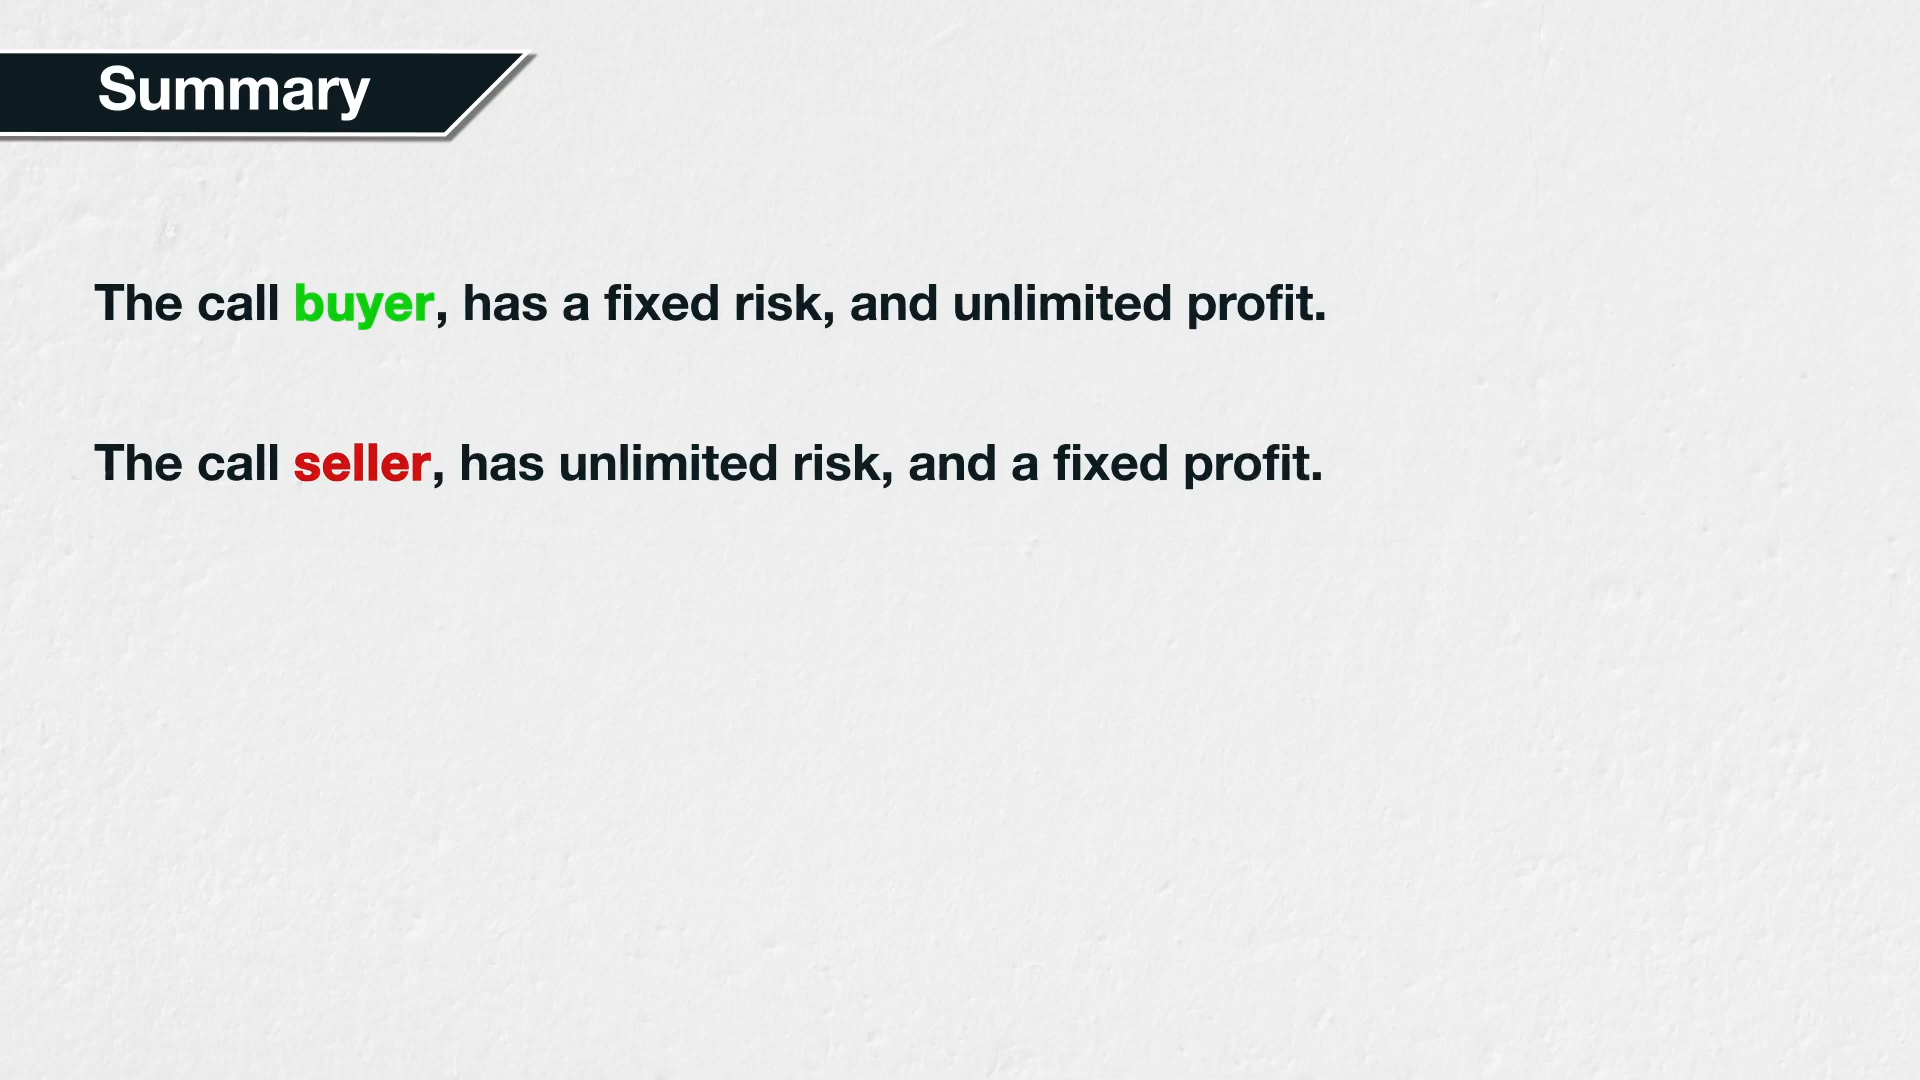 Summary
The call buyer, has a fixed risk, and unlimited profit.
The call seller, has unlimited risk, and a fixed profit.